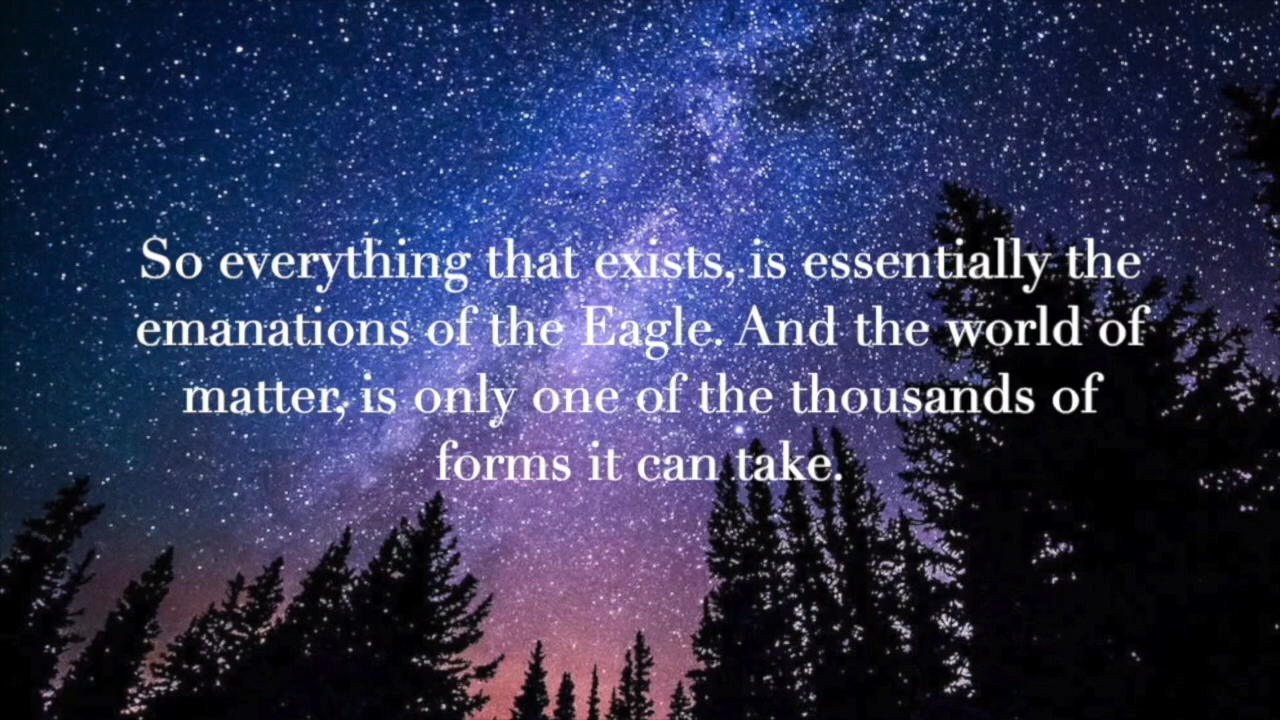 So everything that exists, is essentially the
emanations of the Eagle. And the world of
matter, is only one of the thousands of
forms it can take.